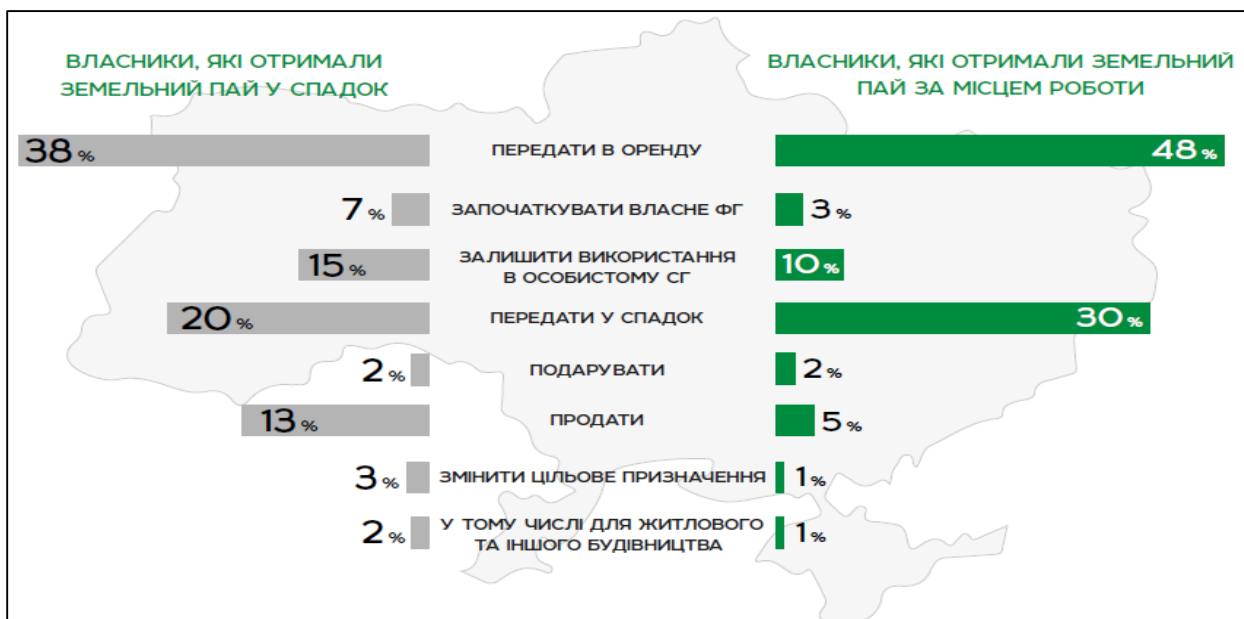 ВЛАСНИКИ, ЯКІ ОТРИМАЛИ
ЗЕМЕЛЬНИЙ ПАЙ У СПАДОК
ВЛАСНИКИ, ЯКІ ОТРИМАЛИ ЗЕМЕЛЬНИЙ
ПАЙ ЗА МІСЦЕМ РОБОТИ
38 % ПЕРЕДАТИ В ОРЕНДУ 48 %
7 % ЗАПОЧАТКУВАТИ ВЛАСНЕ ФГ 3 %
15 % ЗАЛИШИТИ ВИКОРИСТАННЯ
В ОСОБИСТОМУ СГ 10 %
20 % ПЕРЕДАТИ У СПАДОК 30 %
2 % ПОДАРУВАТИ 2 %
13 % ПРОДАТИ 5 %
3 % ЗМІНИТИ ЦІЛЬОВЕ ПРИЗНАЧЕННЯ 1 %
2 % У ТОМУ ЧИСЛІ ДЛЯ ЖИТЛОВОГО
ТА ІНШОГО БУДІВНИЦТВА 1 %